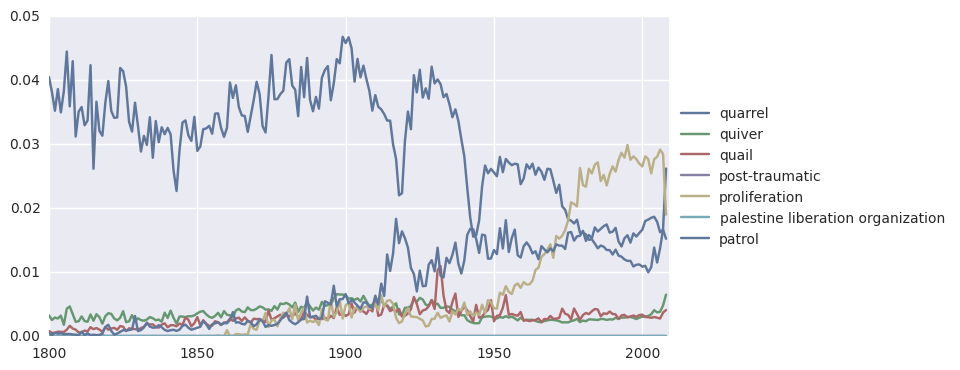 0.05
0.04
0.03
0.02
0.01
0.00
1800
1850
1900
1950
2000
quarrel
quiver
quail
post-traumatic
proliferation
palestine liberation organization
patrol